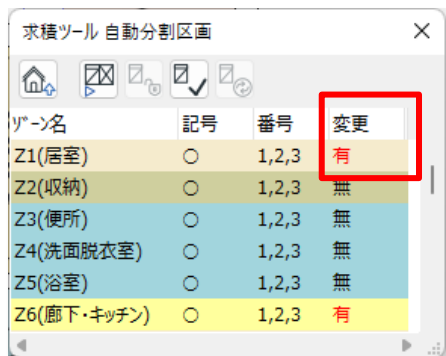 求積ツール 自動分割区画
ゾーン名 記号 番号 変更
Z1(居室) ○ 1,2,3 有
Z2(収納) ○ 1,2,3 無
Z3(便所) ○ 1,2,3 無
Z4(洗面脱衣室) ○ 1,2,3 無
Z5(浴室) ○ 1,2,3 無
Z6(廊下・キッチン) ○ 1,2,3 有